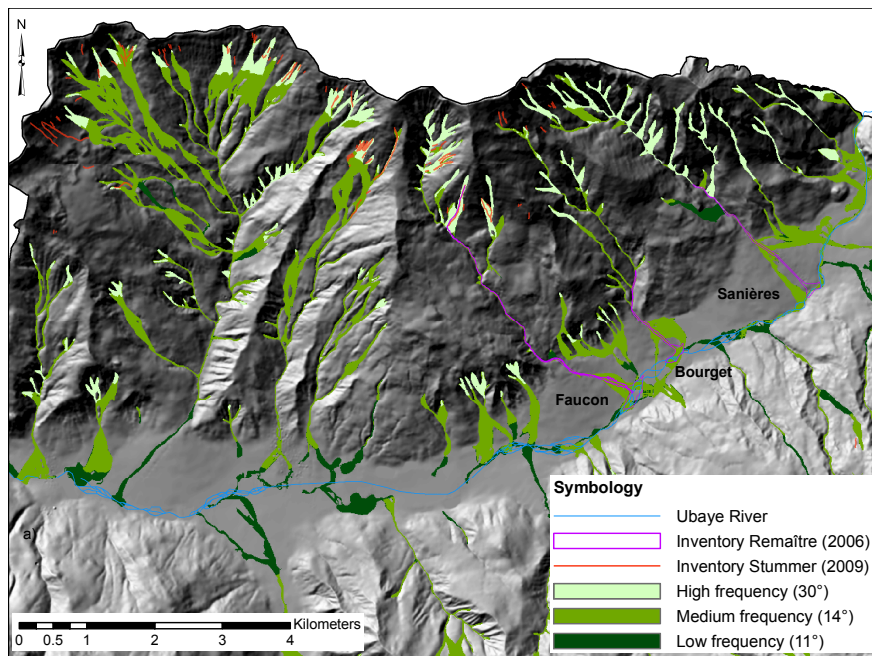 N
Sanières
Bourget
Faucon
a)
Symbology
Ubaye River
Inventory Remaître (2006)
Inventory Stummer (2009)
High frequency (30°)
Medium frequency (14°)
Low frequency (11°)
Kilometers
0 0.5 1 2 3 4